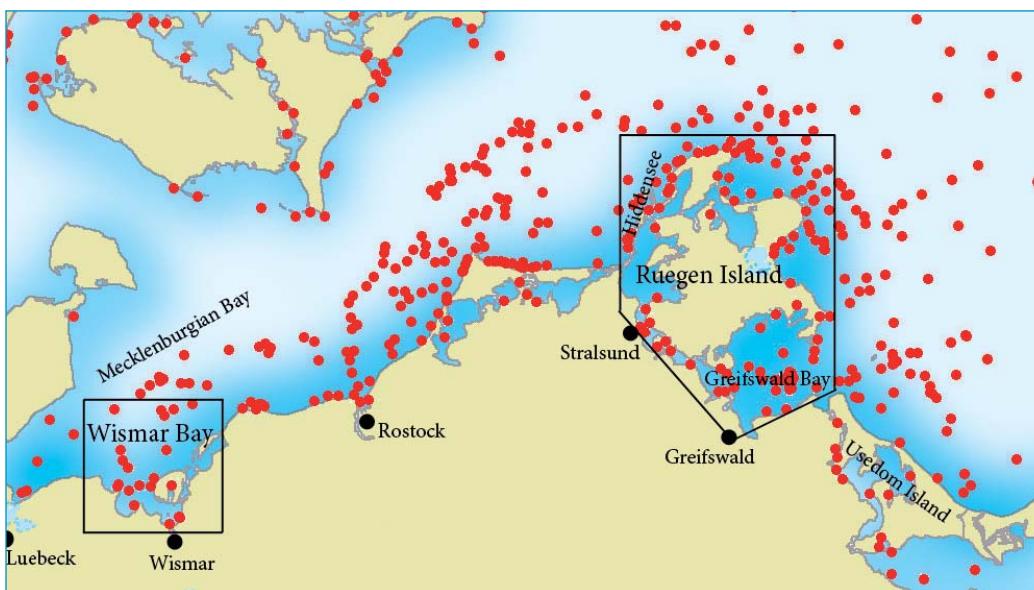 Hiddensee
Ruegen Island
Mecklenburgian Bay
Stralsund
Greifswald Bay
Wismar Bay
Rostock
Greifswald
Usedom Island
Luebeck
Wismar